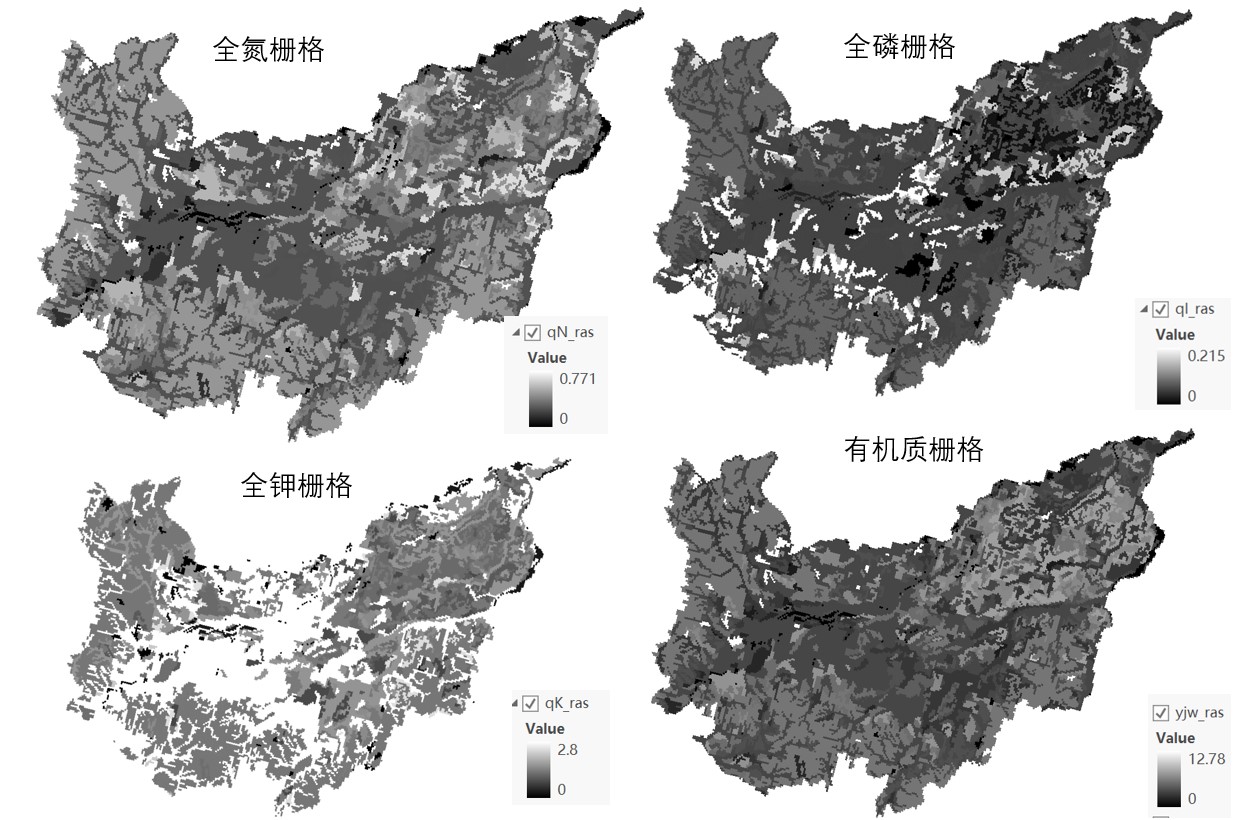 全氮栅格
qN_ras
Value
0.771
0
全磷栅格
ql_ras
Value
0.215
0
全钾栅格
qK_ras
Value
2.8
0
有机质栅格
yjw_ras
Value
12.78
0